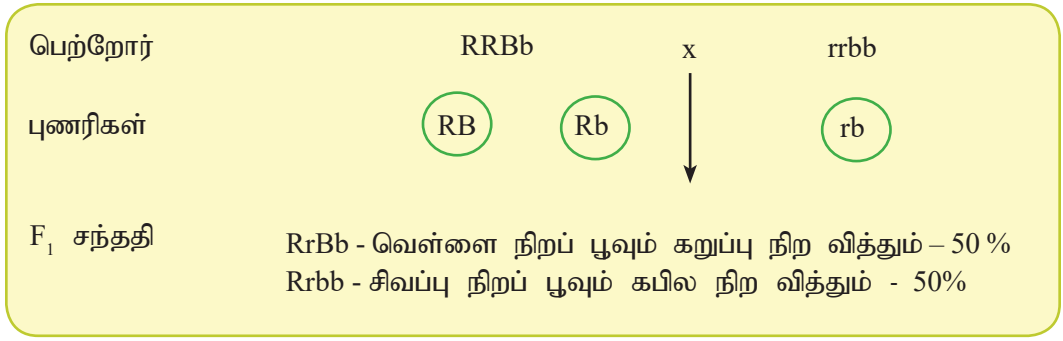 பெற்றோர் RRBb x rrbb
புணரிகள் RB Rb rb
F₁ சந்ததி
RrBb - வெள்ளை நிறப் பூவும் கறுப்பு நிற வித்தும் – 50 %
Rrbb - சிவப்பு நிறப் பூவும் கபில நிற வித்தும் - 50%